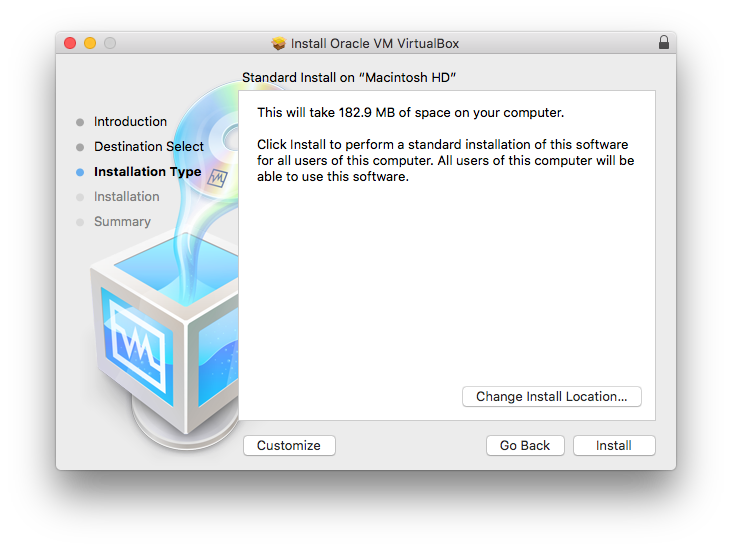 Install Oracle VM VirtualBox
Standard Install on “Macintosh HD”
Introduction
Destination Select
Installation Type
Installation
Summary
This will take 182.9 MB of space on your computer.
Click Install to perform a standard installation of this software
for all users of this computer. All users of this computer will be
able to use this software.
Change Install Location...
Customize
Go Back
Install
VM
VM